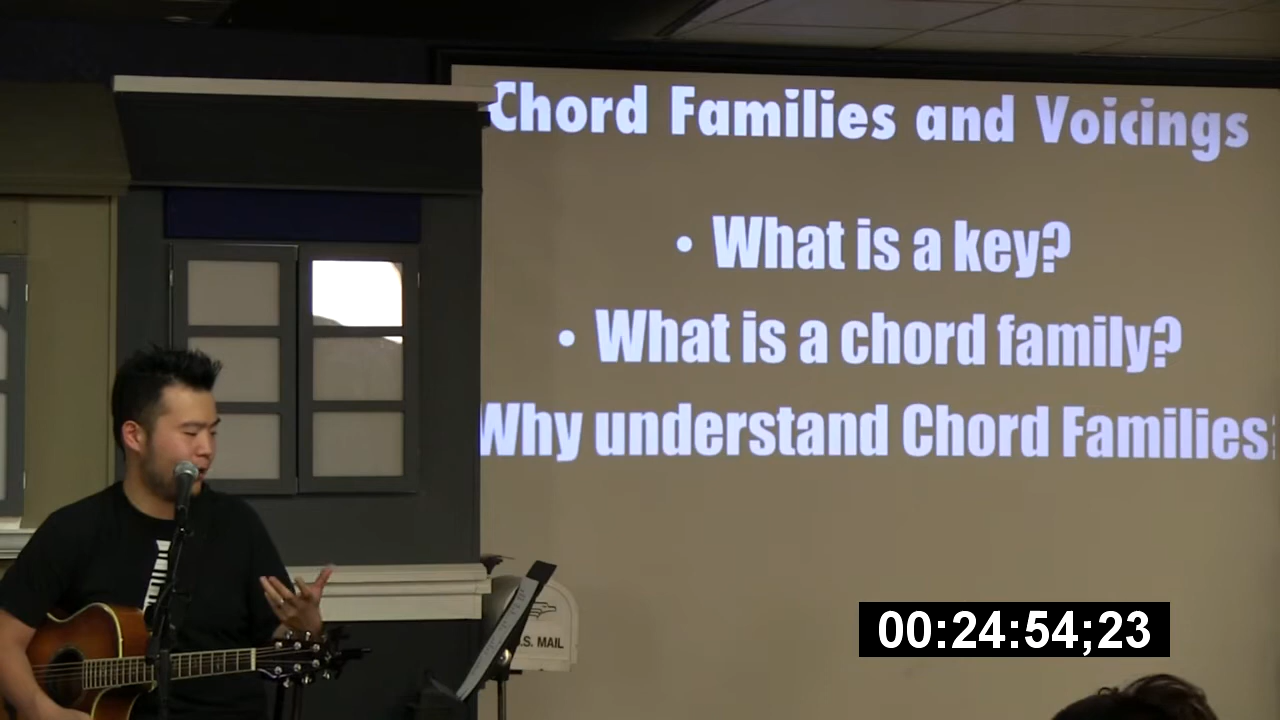 Chord Families and Voicings
• What is a key?
• What is a chord family?
Why understand Chord Families?
.S. MAIL
00:24:54;23